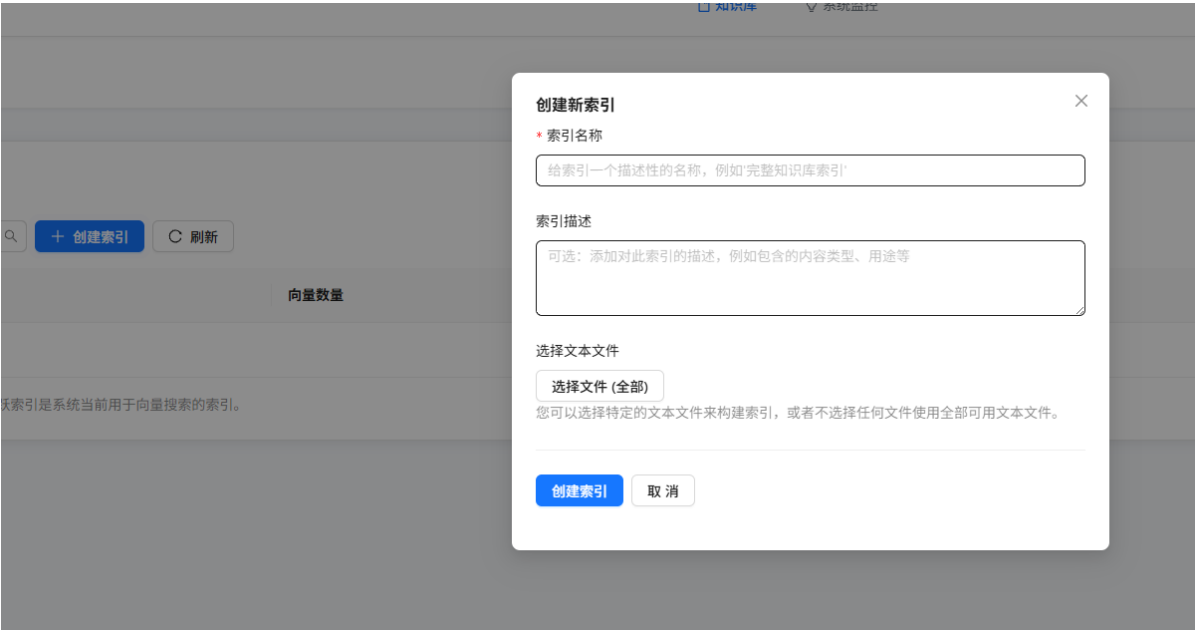 知识库
系统监控
创建新索引
* 索引名称
给索引一个描述性的名称，例如'完整知识库索引'
索引描述
创建索引
刷新
可选：添加对此索引的描述，例如包含的内容类型、用途等
向量数量
选择文本文件
选择文件 (全部)
跃索引是系统当前用于向量搜索的索引。
您可以选择特定的文本文件来构建索引，或者不选择任何文件使用全部可用文本文件。
创建索引
取 消